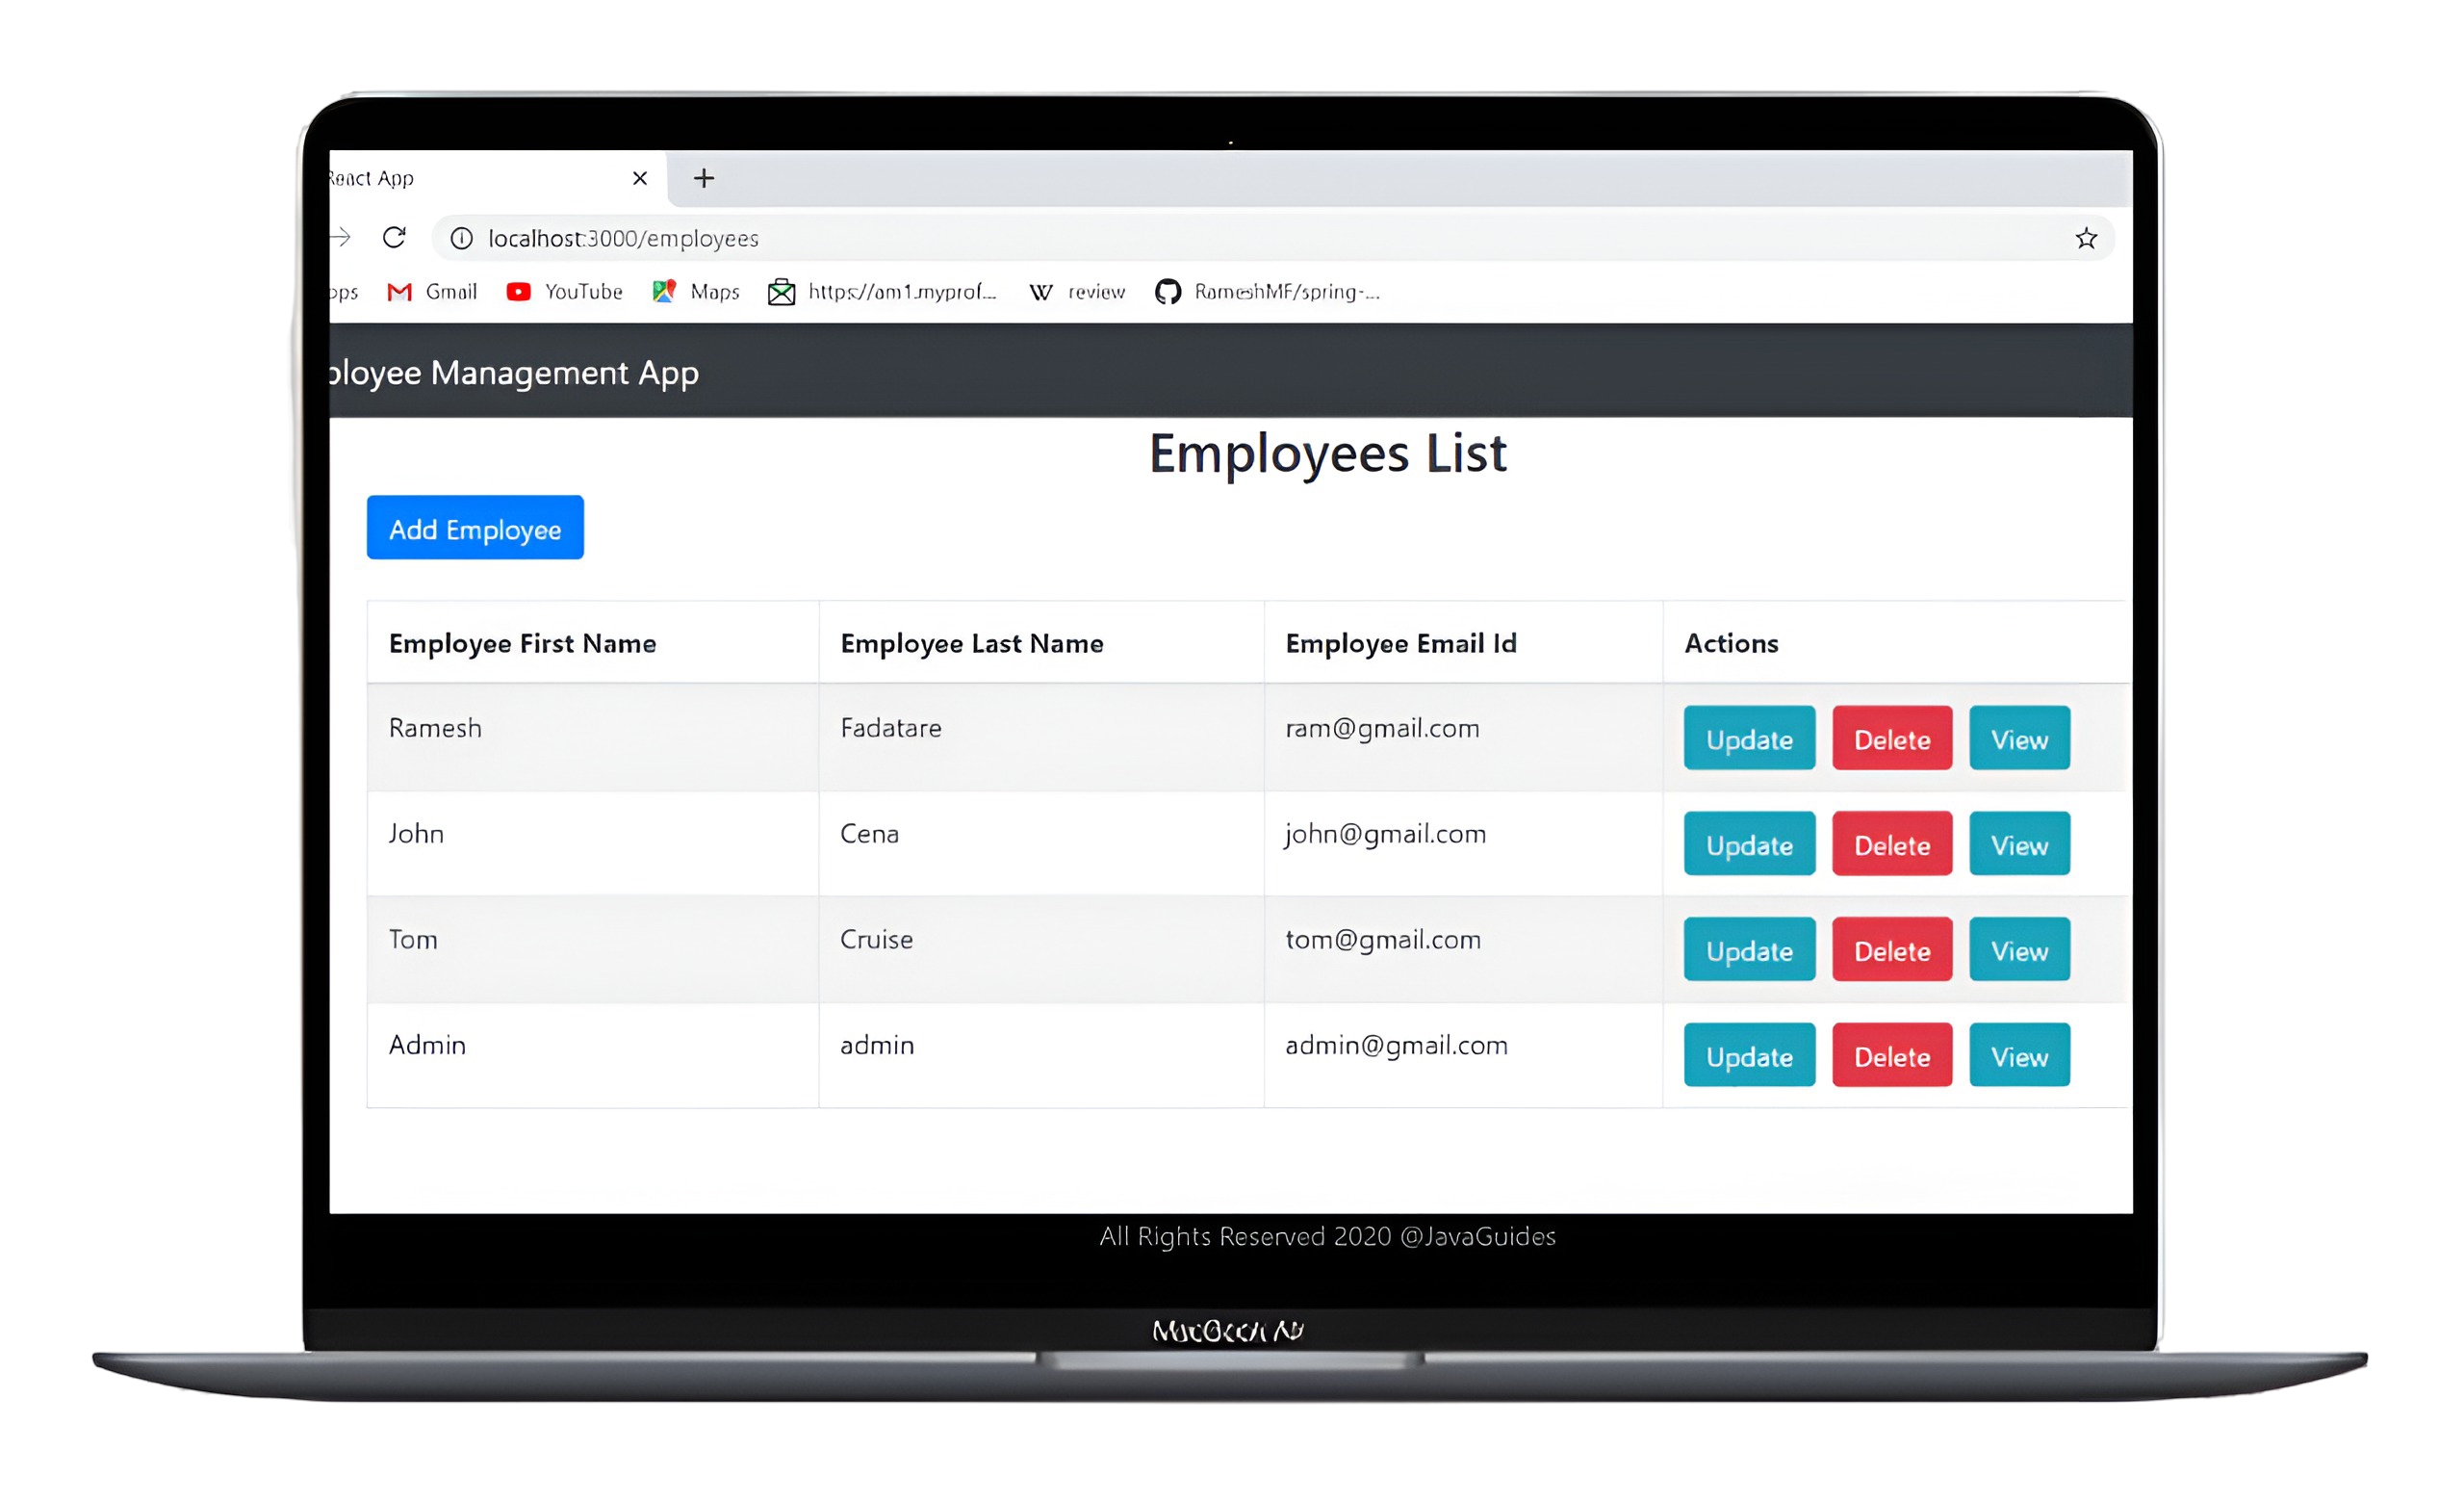 React App
localhost:3000/employees
Gmail YouTube Maps https://am1.myprof... review RameshMF/spring-...
ployee Management App
Employees List
Add Employee
Employee First Name Employee Last Name Employee Email Id Actions
Ramesh Fadatare ram@gmail.com Update Delete View
John Cena john@gmail.com Update Delete View
Tom Cruise tom@gmail.com Update Delete View
Admin admin admin@gmail.com Update Delete View
All Rights Reserved 2020 @JavaGuides